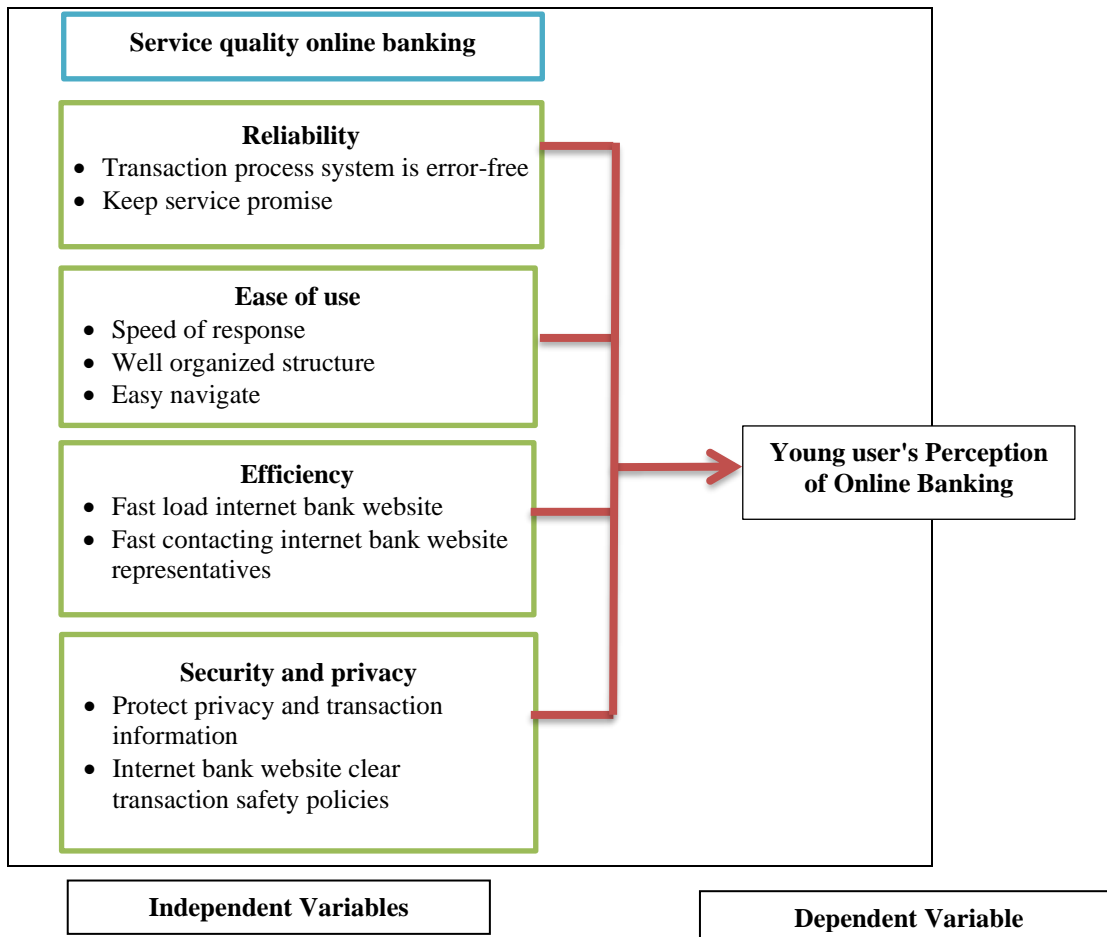 Service quality online banking
Reliability
• Transaction process system is error-free
• Keep service promise
Ease of use
• Speed of response
• Well organized structure
• Easy navigate
Efficiency
• Fast load internet bank website
• Fast contacting internet bank website
representatives
Security and privacy
• Protect privacy and transaction
information
• Internet bank website clear
transaction safety policies
Young user's Perception
of Online Banking
Independent Variables
Dependent Variable